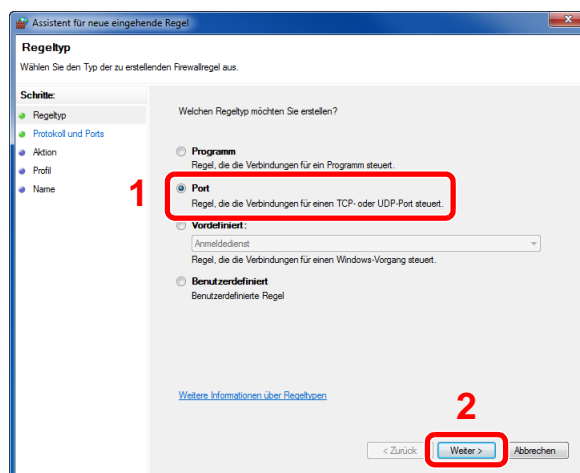 Assistent für neue eingehende Regel
Regeltyp
Wählen Sie den Typ der zu erstellenden Firewallregel aus.
Schritte:
Regeltyp
Protokoll und Ports
Aktion
Profil
Name
Welchen Regeltyp möchten Sie erstellen?
Programm
Regel, die die Verbindungen für ein Programm steuert.
1
Port
Regel, die die Verbindungen für einen TCP- oder UDP-Port steuert.
Vordefiniert:
Anmeldedienst
Regel, die die Verbindungen für einen Windows-Vorgang steuert.
Benutzerdefiniert
Benutzerdefinierte Regel
Weitere Informationen über Regeltypen
2
< Zurück
Weiter >
Abbrechen